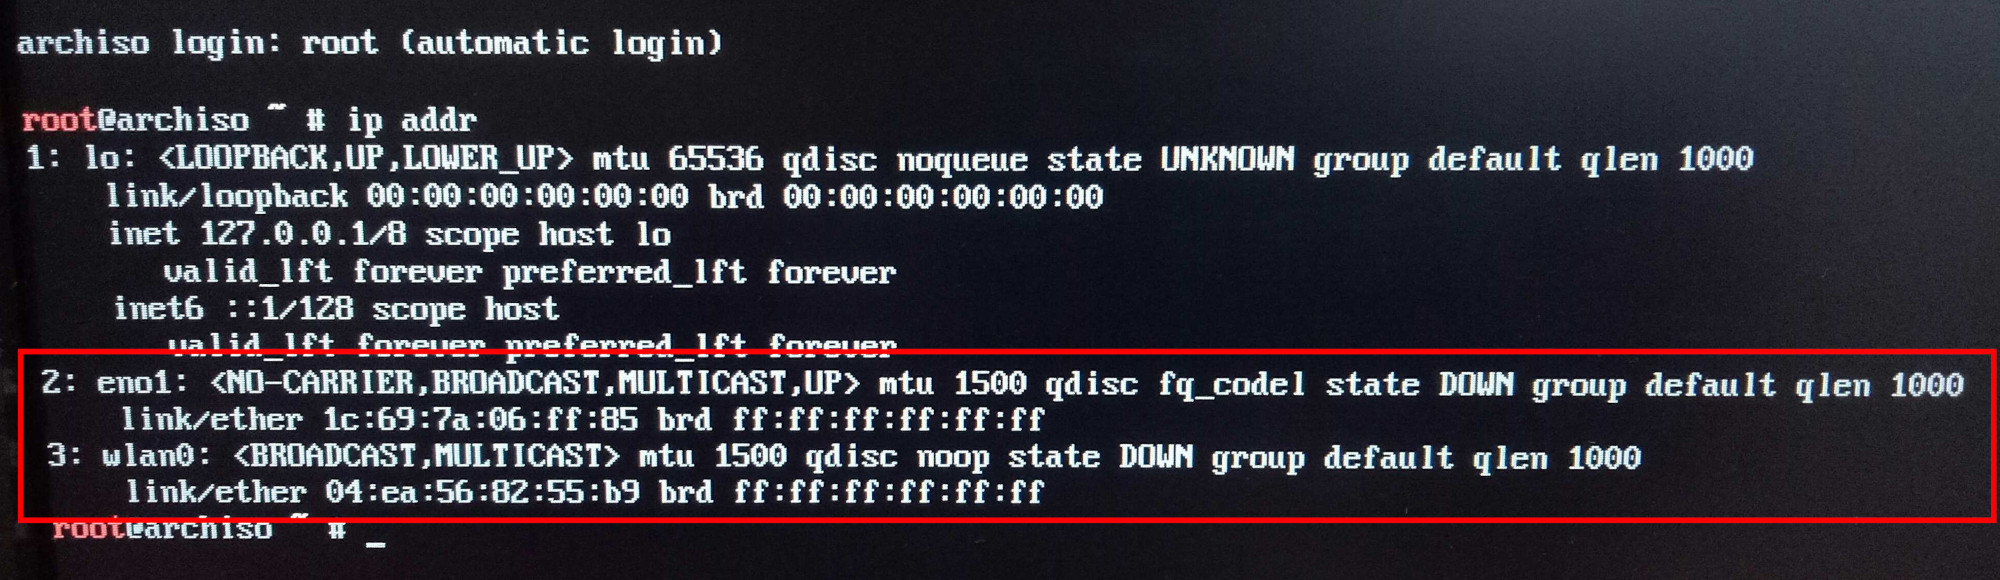 archiso login: root (automatic login)
root@archiso ~ # ip addr
1: lo: <LOOPBACK,UP,LOWER_UP> mtu 65536 qdisc noqueue state UNKNOWN group default qlen 1000
link/loopback 00:00:00:00:00:00 brd 00:00:00:00:00:00
inet 127.0.0.1/8 scope host lo
valid_lft forever preferred_lft forever
inet6 ::1/128 scope host
valid_lft forever preferred_lft forever
2: eno1: <NO-CARRIER,BROADCAST,MULTICAST,UP> mtu 1500 qdisc fq_codel state DOWN group default qlen 1000
link/ether 1c:69:7a:06:ff:85 brd ff:ff:ff:ff:ff:ff
3: wlan0: <BROADCAST,MULTICAST> mtu 1500 qdisc noop state DOWN group default qlen 1000
link/ether 04:ea:56:82:55:b9 brd ff:ff:ff:ff:ff:ff
root@archiso ~ # _